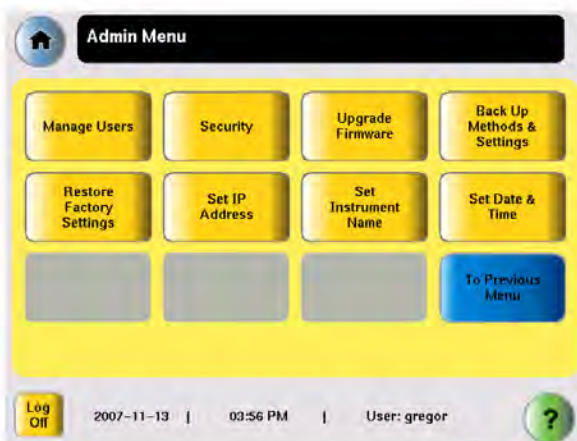 Admin Menu
Manage Users
Security
Upgrade
Firmware
Back Up
Methods &
Settings
Restore
Factory
Settings
Set IP
Address
Set
Instrument
Name
Set Date &
Time
To Previous
Menu
Log
Off
2007-11-13 | 03:56 PM | User: gregor
?